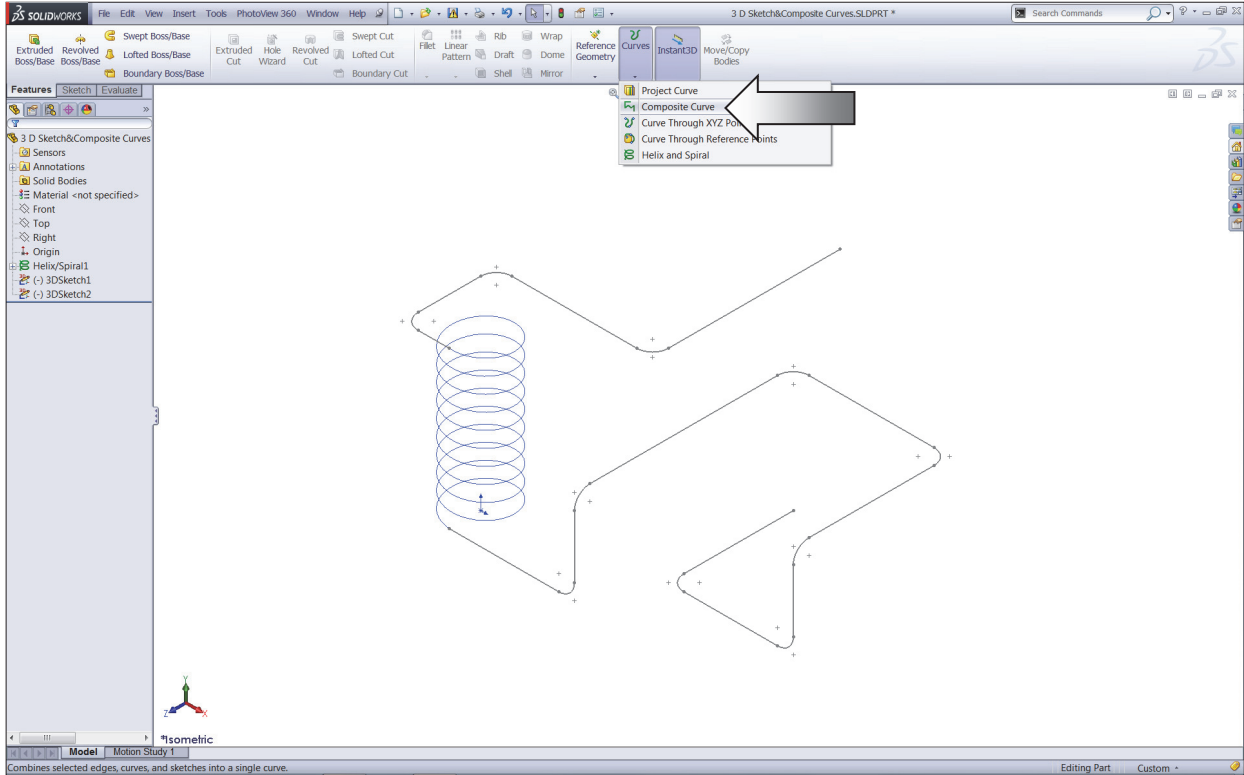 SOLIDWORKS File Edit View Insert Tools PhotoView 360 Window Help 3 D Sketch&Composite Curves.SLDPRT * Search Commands ?
Extruded Boss/Base
Revolved Boss/Base
Swept Boss/Base
Lofted Boss/Base
Boundary Boss/Base
Extruded Cut
Hole Wizard
Revolved Cut
Swept Cut
Lofted Cut
Boundary Cut
Fillet
Linear Pattern
Rib
Draft
Shell
Wrap
Dome
Mirror
Reference Geometry
Curves
Instant3D
Move/Copy Bodies
Features Sketch Evaluate
Project Curve
Composite Curve
Curve Through XYZ
Curve Through Reference Points
Helix and Spiral
»
3 D Sketch&Composite Curves
Sensors
A Annotations
Solid Bodies
Material <not specified>
Front
Top
Right
Origin
Helix/Spiral1
(-) 3DSketch1
(-) 3DSketch2
Y
Z X
*Isometric
Model Motion Study 1
Combines selected edges, curves, and sketches into a single curve. Editing Part Custom